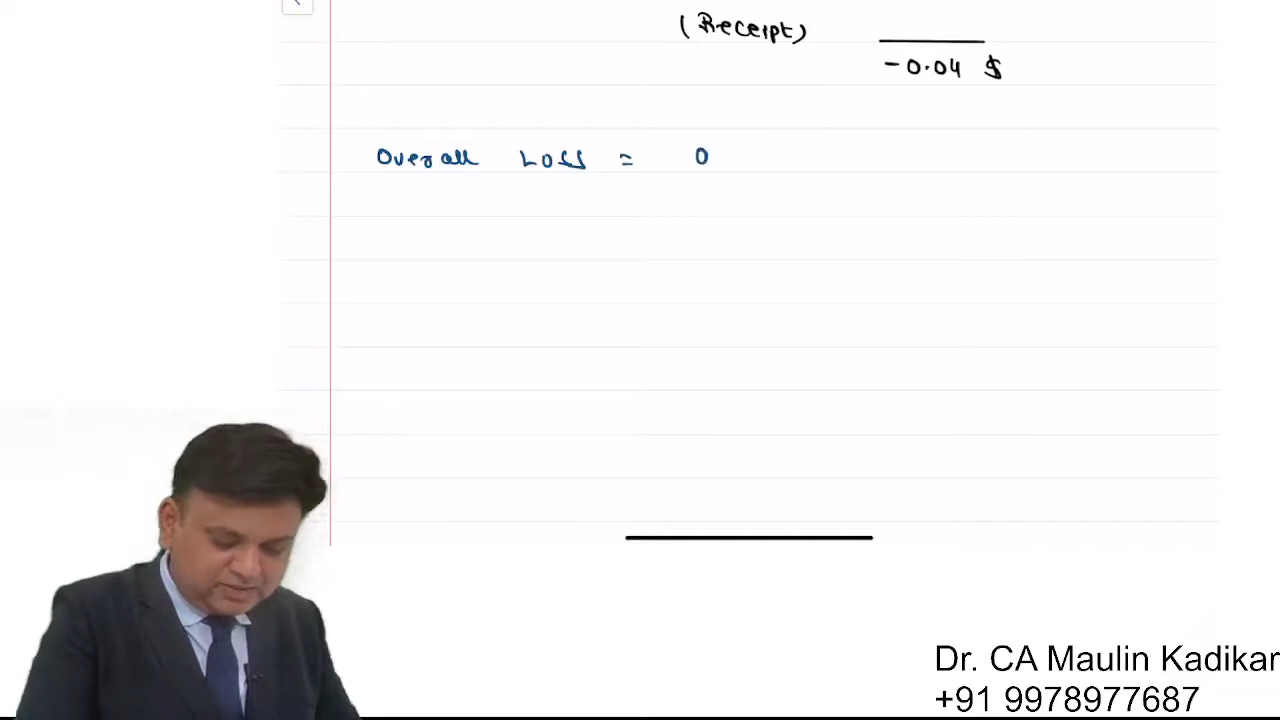 (Receipt)
-0.04 $
Overall Loss = 0
Dr. CA Maulin Kadikar
+91 9978977687